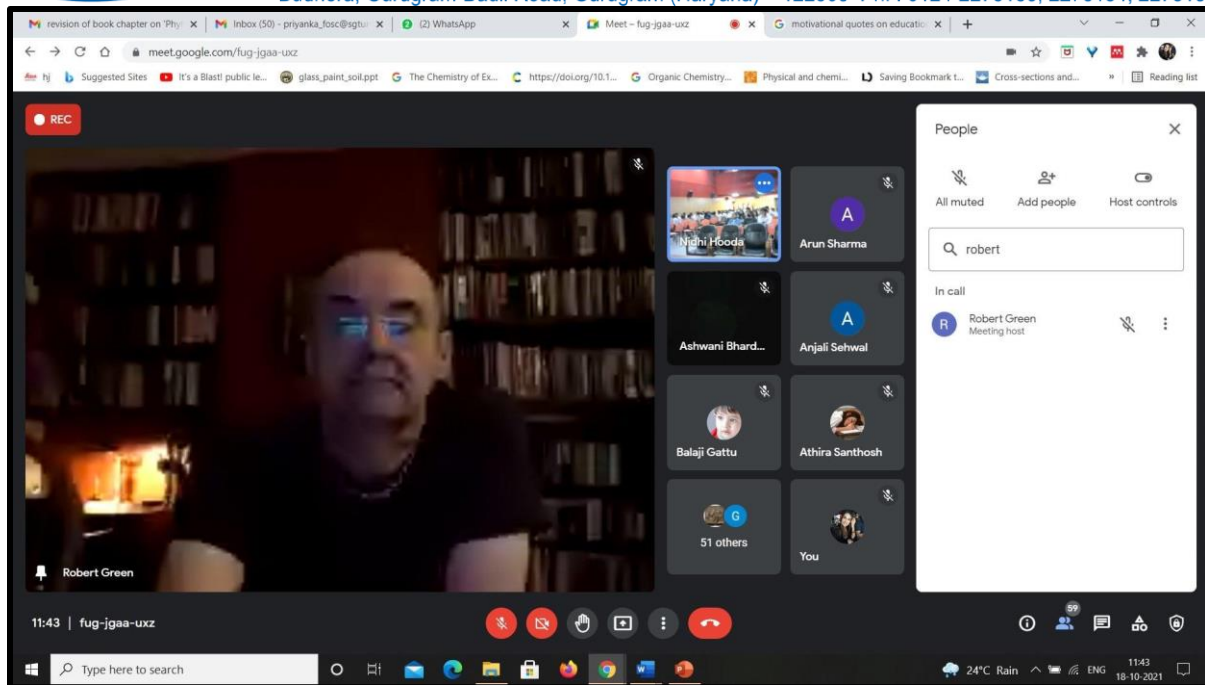 revision of book chapter on 'Phy
Inbox (50) - priyanka_fosc@sgtu
(2) WhatsApp
Meet – fug-jgaa-uxz
motivational quotes on educatio
meet.google.com/fug-jgaa-uxz
hj
Suggested Sites
It's a Blast! public le...
glass_paint_soil.ppt
The Chemistry of Ex...
https://doi.org/10.1...
Organic Chemistry...
Physical and chemi...
Saving Bookmark t...
Cross-sections and...
Reading list
REC
Robert Green
Nidhi Hooda
A
Arun Sharma
Ashwani Bhard...
A
Anjali Sehwal
Balaji Gattu
Athira Santhosh
G
51 others
You
People
All muted
Add people
Host controls
robert
In call
R
Robert Green
Meeting host
11:43 | fug-jgaa-uxz
59
Type here to search
24°C Rain
ENG
11:43
18-10-2021